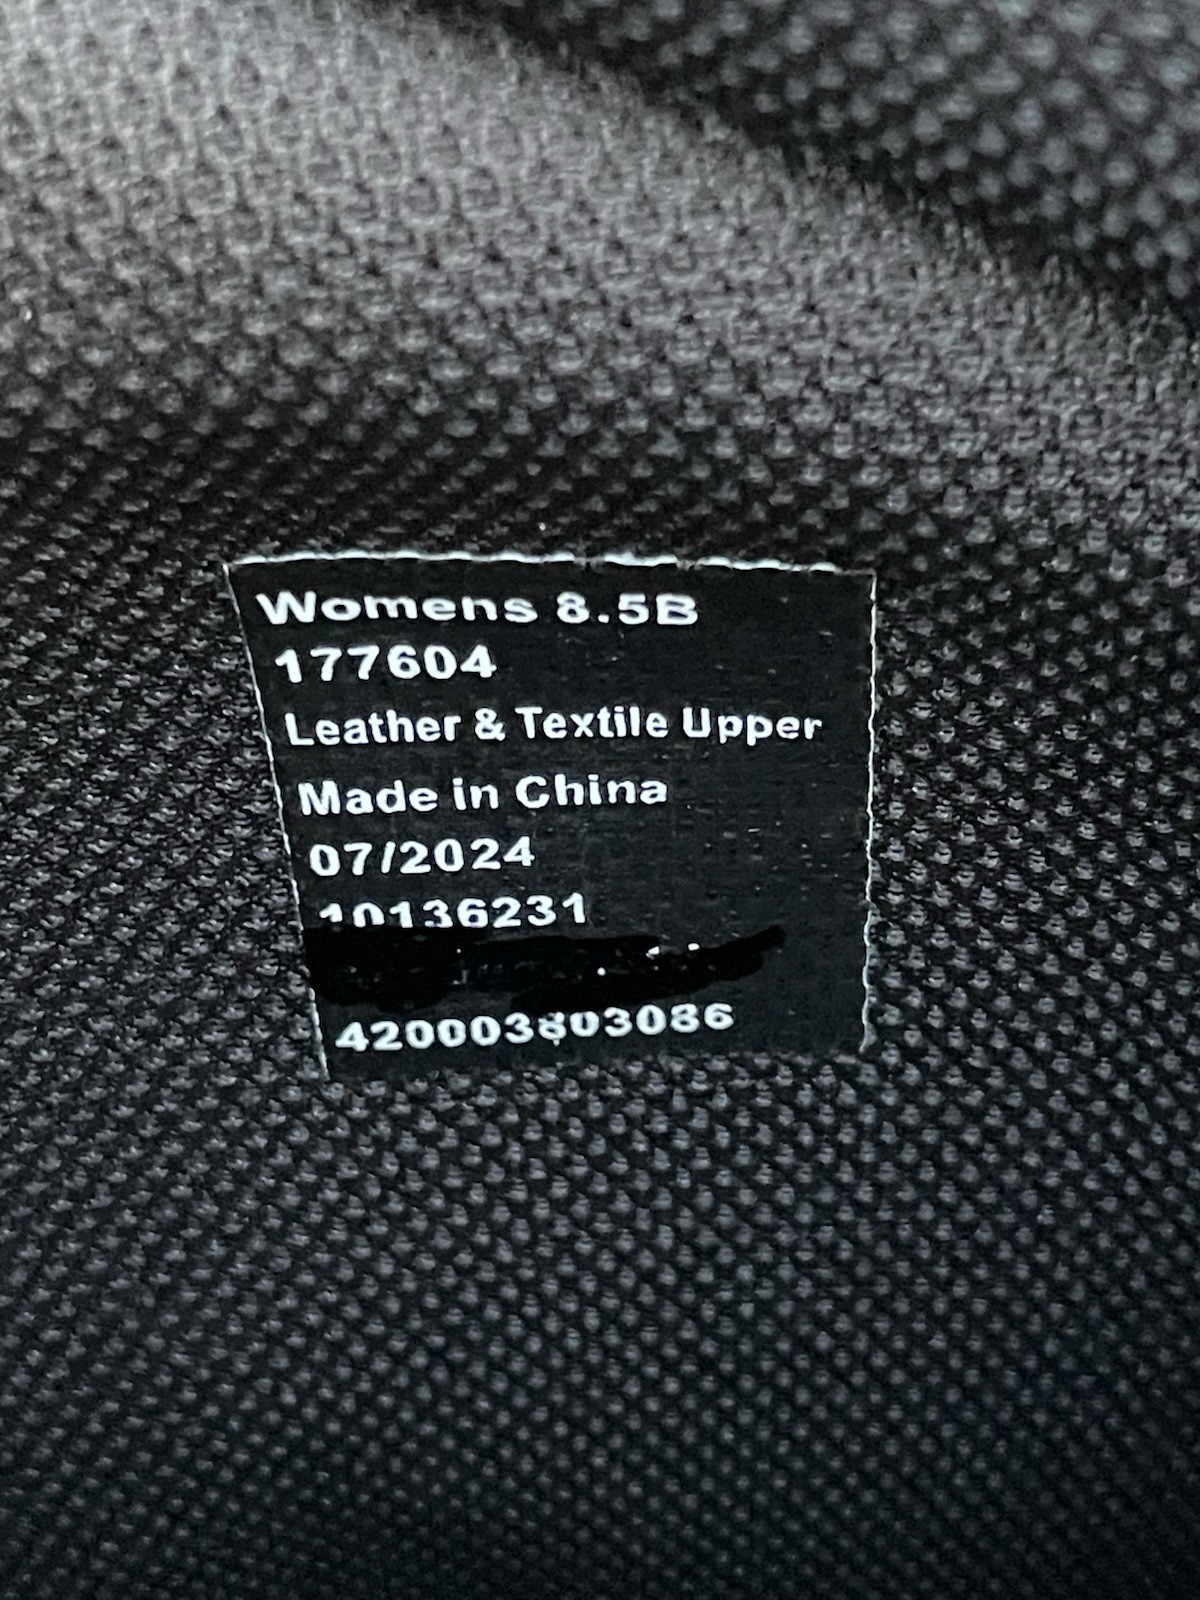 Womens 8.5B
177604
Leather & Textile Upper
Made in China
07/2024
10136231
420003803086